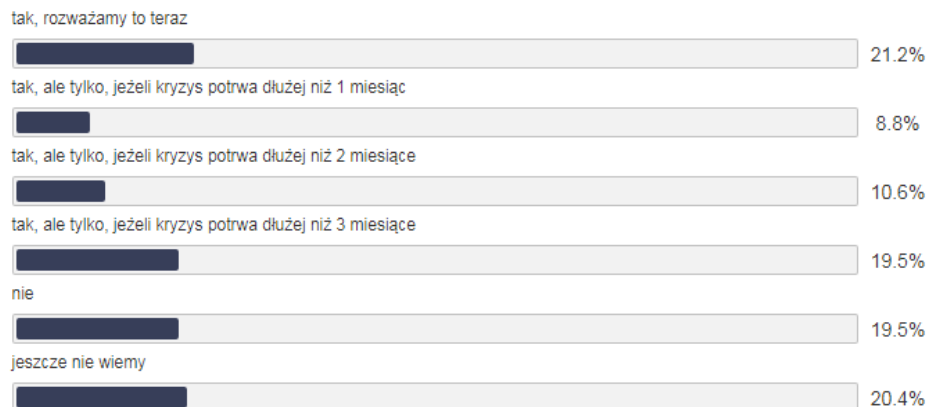 tak, rozważamy to teraz
21.2%
tak, ale tylko, jeżeli kryzys potrwa dłużej niż 1 miesiąc
8.8%
tak, ale tylko, jeżeli kryzys potrwa dłużej niż 2 miesiące
10.6%
tak, ale tylko, jeżeli kryzys potrwa dłużej niż 3 miesiące
19.5%
nie
19.5%
jeszcze nie wiemy
20.4%